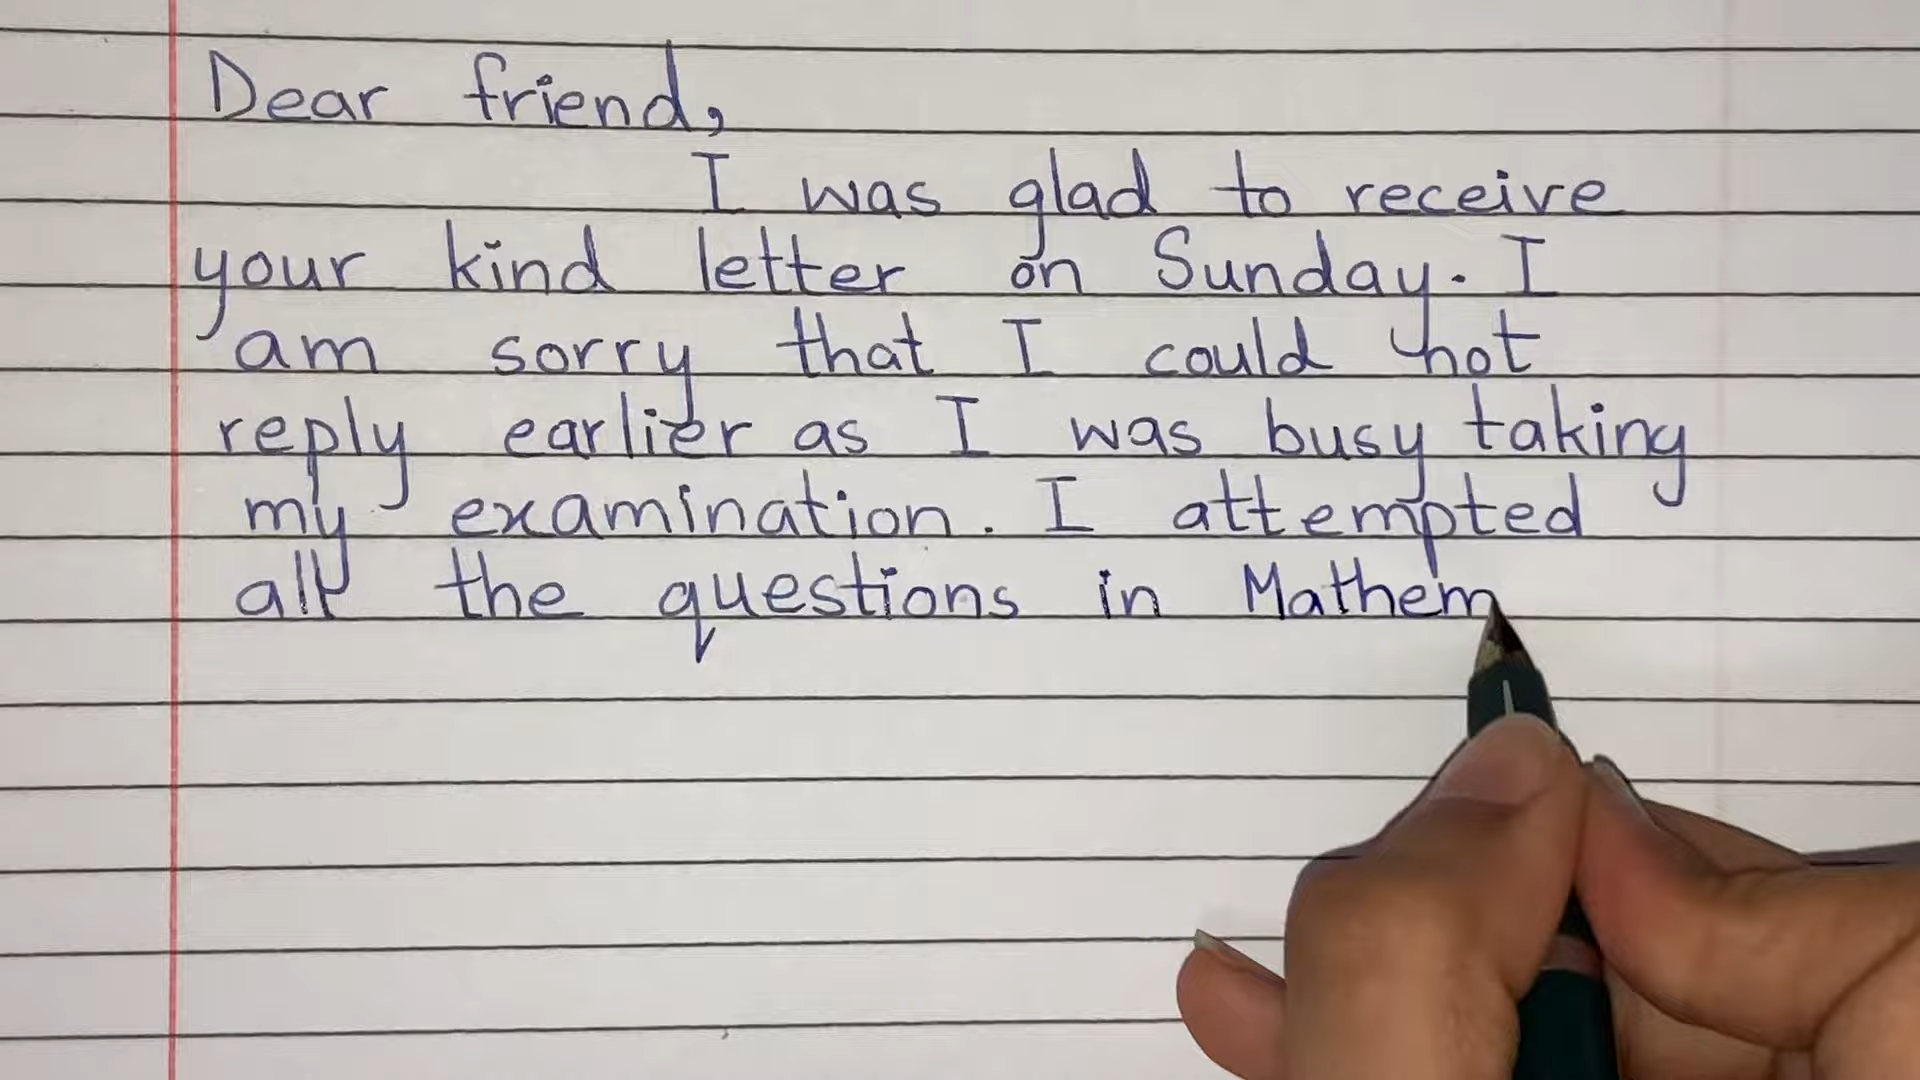 Dear friend,
I was glad to receive
your kind letter on Sunday. I
am sorry that I could not
reply earlier as I was busy taking
my examination. I attempted
all the questions in Mathem